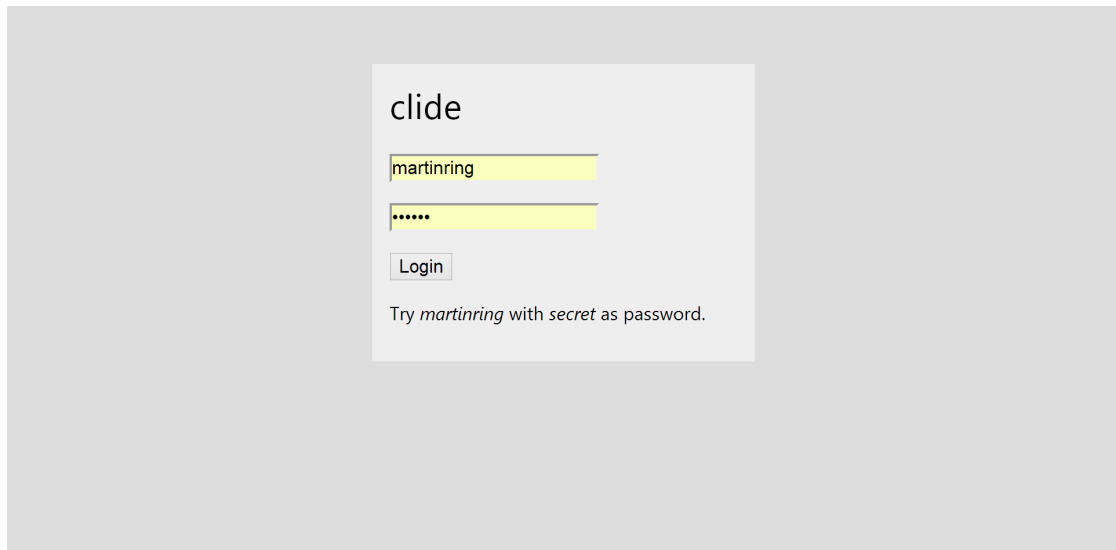 clide
martinring
••••••
Login
Try martinring with secret as password.